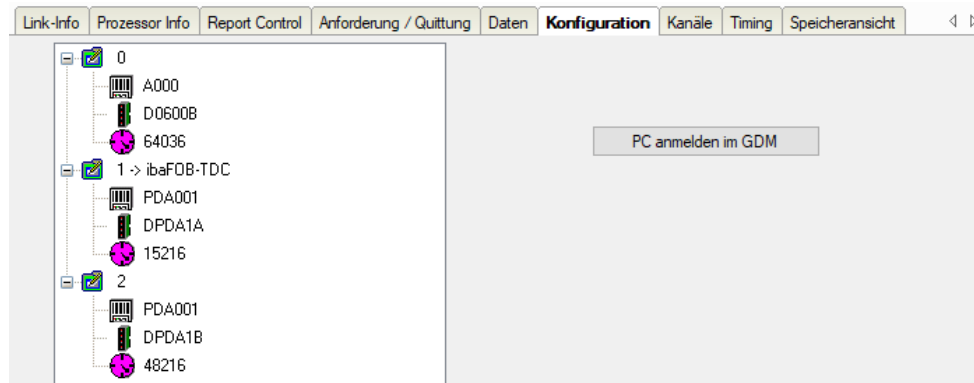 Link-Info Prozessor Info Report Control Anforderung / Quittung Daten Konfiguration Kanäle Timing Speicheransicht
0
A000
D0600B
64036
PC anmelden im GDM
1 -> ibaFOB-TDC
PDA001
DPDA1A
15216
2
PDA001
DPDA1B
48216